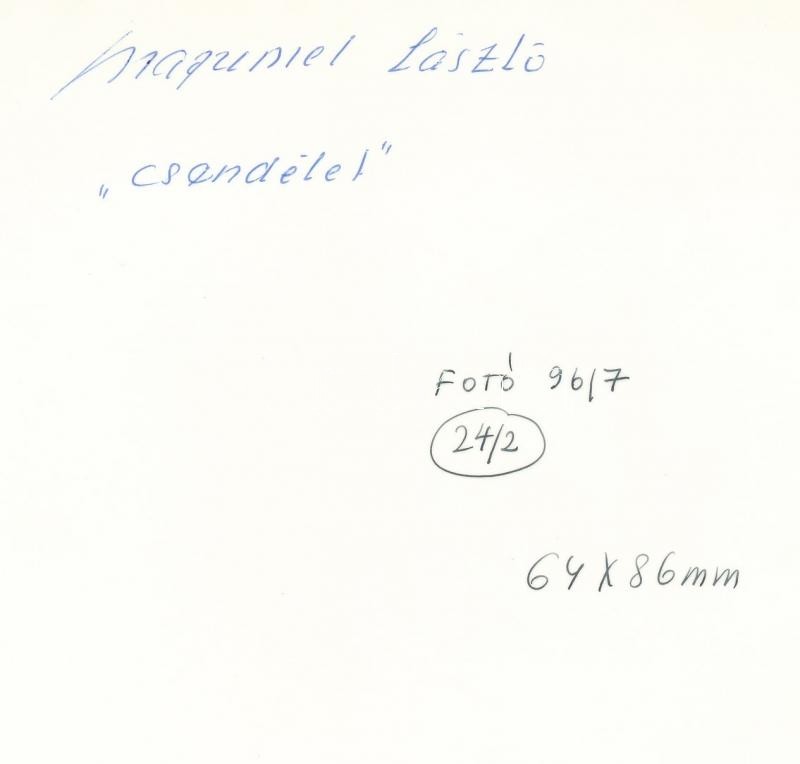 László
„csendélet”
FOTÓ 96/7
24/2
64 X 86mm